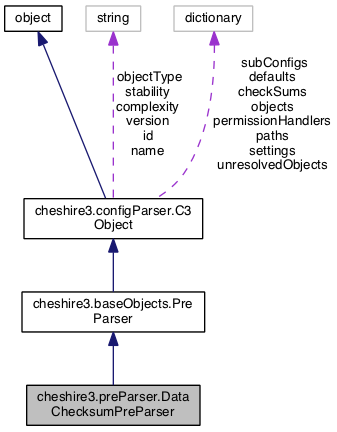 object
string
dictionary
objectType
stability
complexity
version
id
name
subConfigs
defaults
checkSums
objects
permissionHandlers
paths
settings
unresolvedObjects
cheshire3.configParser.C3
Object
cheshire3.baseObjects.Pre
Parser
cheshire3.preParser.Data
ChecksumPreParser